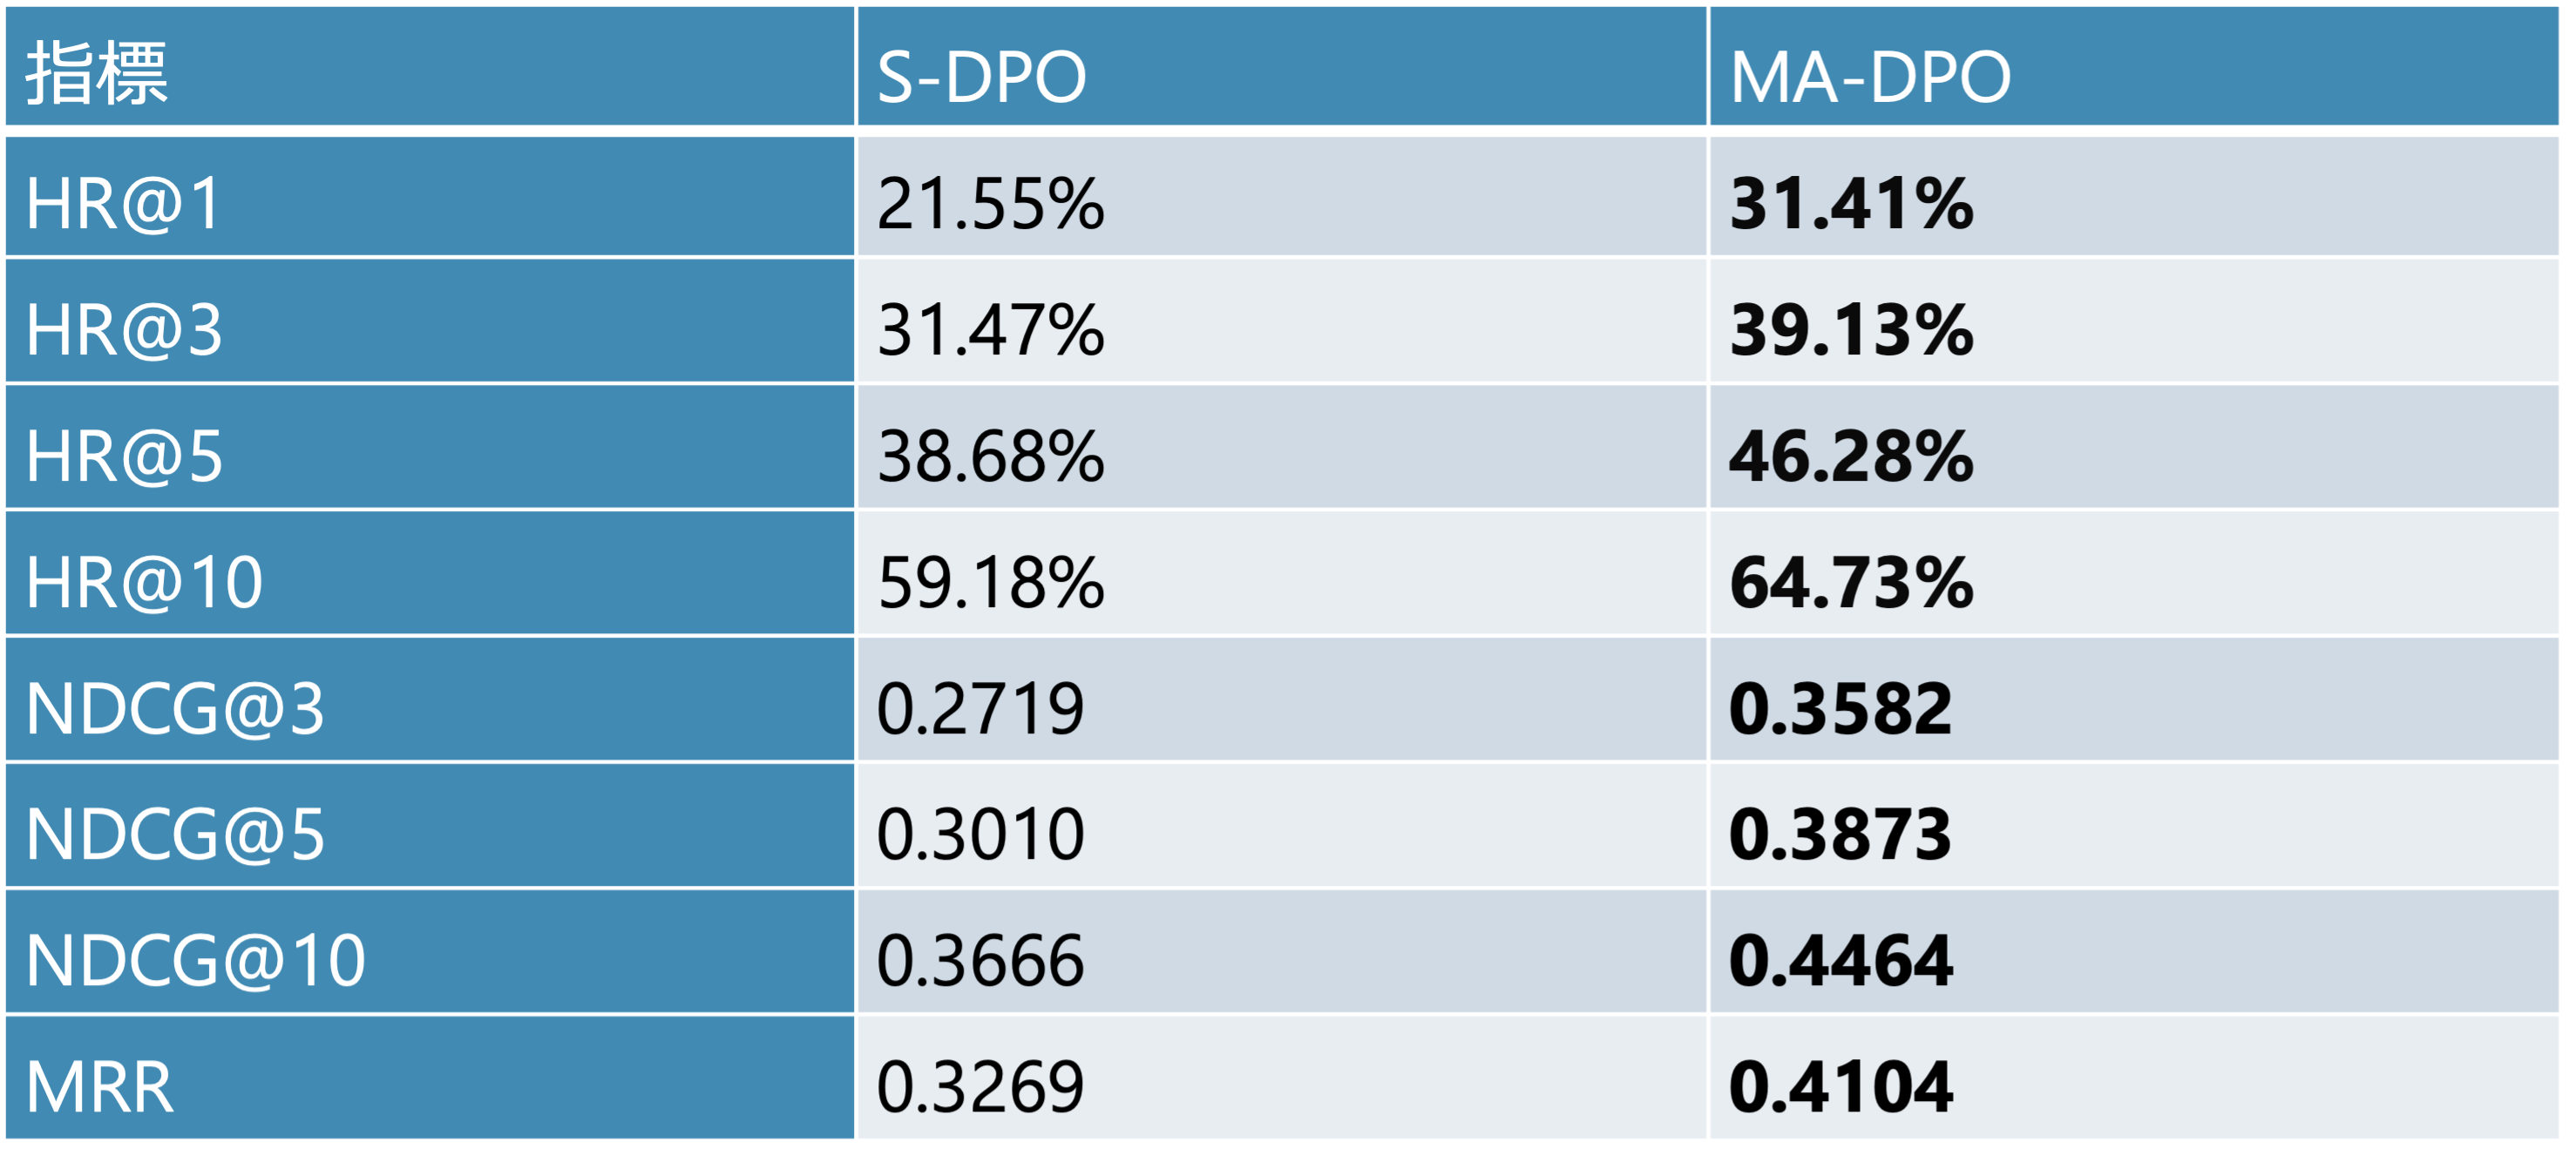 指標 S-DPO MA-DPO
HR@1 21.55% 31.41%
HR@3 31.47% 39.13%
HR@5 38.68% 46.28%
HR@10 59.18% 64.73%
NDCG@3 0.2719 0.3582
NDCG@5 0.3010 0.3873
NDCG@10 0.3666 0.4464
MRR 0.3269 0.4104